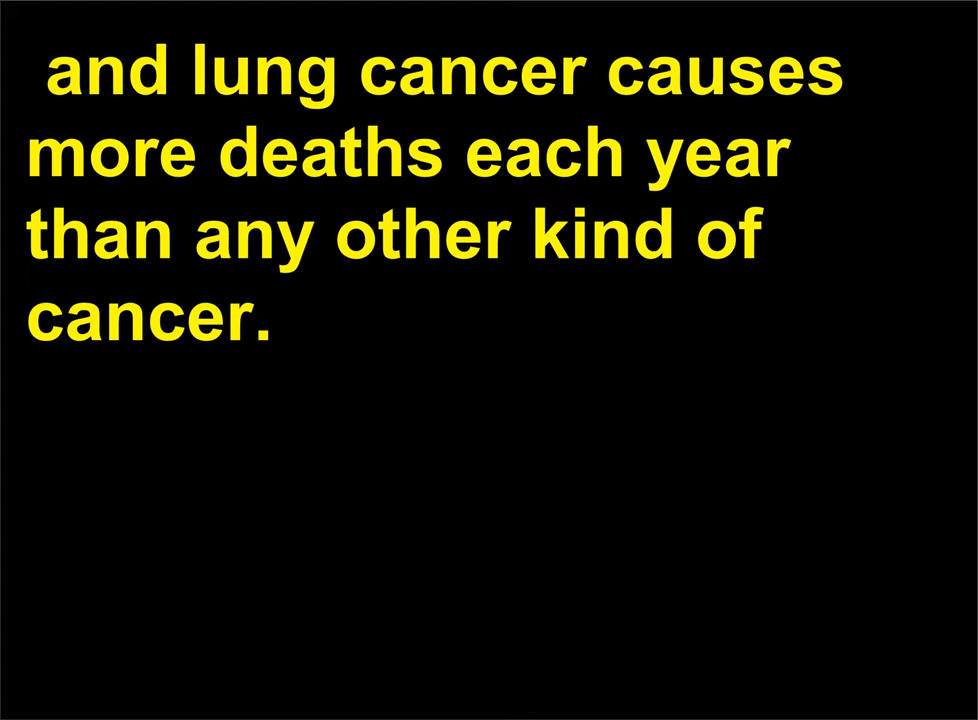 and lung cancer causes
more deaths each year
than any other kind of
cancer.